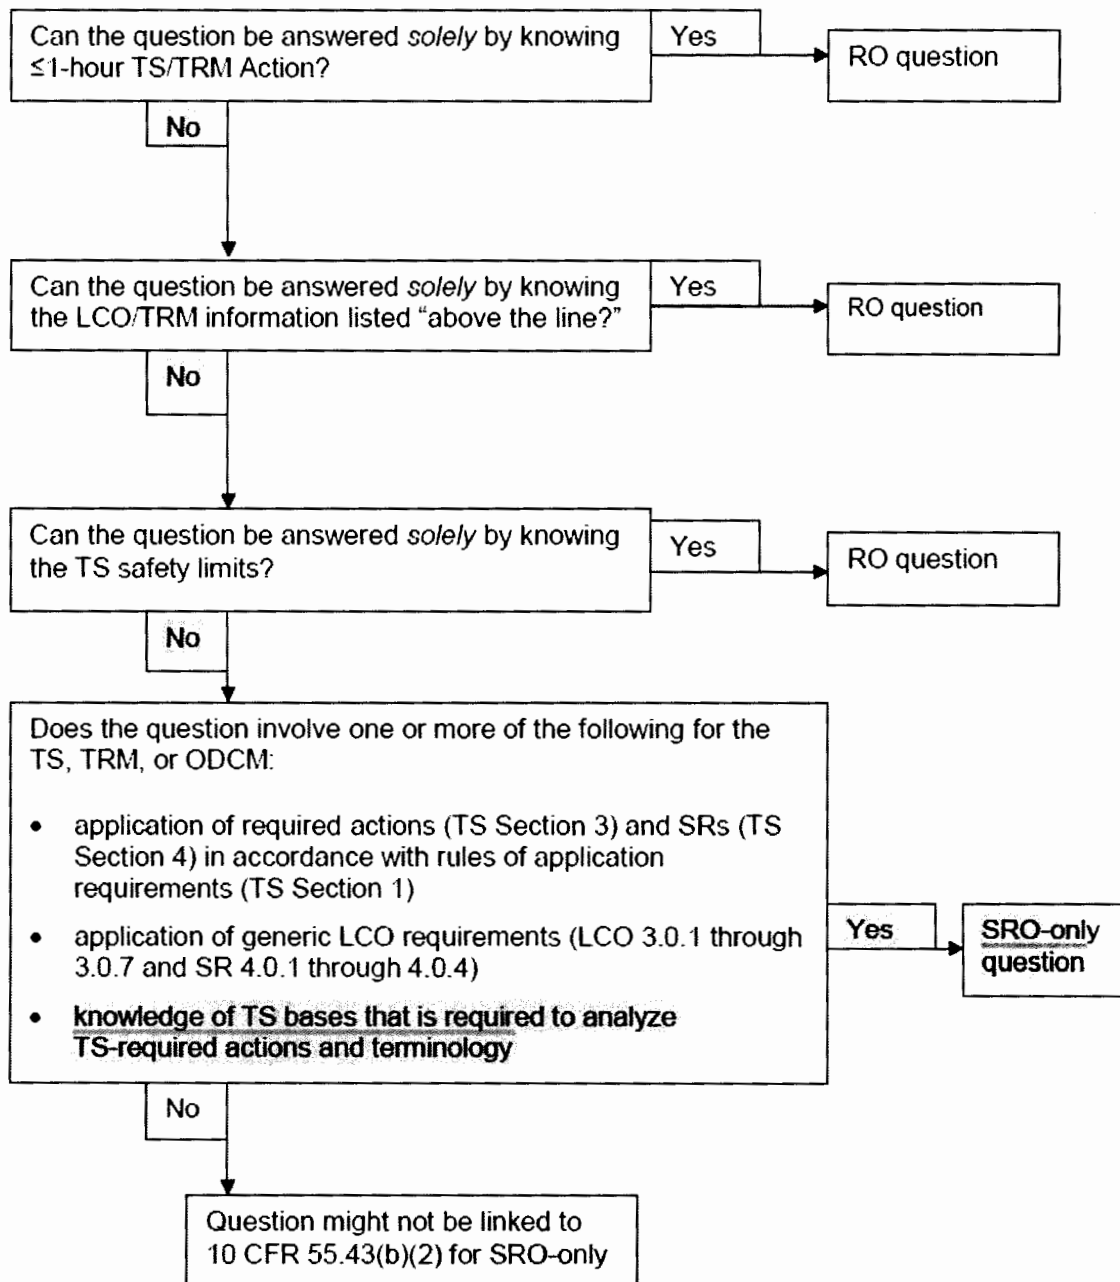 Can the question be answered solely by knowing
≤1-hour TS/TRM Action?
Yes
RO question
No
Can the question be answered solely by knowing
the LCO/TRM information listed “above the line?”
Yes
RO question
No
Can the question be answered solely by knowing
the TS safety limits?
Yes
RO question
No
Does the question involve one or more of the following for the
TS, TRM, or ODCM:
• application of required actions (TS Section 3) and SRs (TS
Section 4) in accordance with rules of application
requirements (TS Section 1)
• application of generic LCO requirements (LCO 3.0.1 through
3.0.7 and SR 4.0.1 through 4.0.4)
• knowledge of TS bases that is required to analyze
TS-required actions and terminology
Yes
SRO-only
question
No
Question might not be linked to
10 CFR 55.43(b)(2) for SRO-only